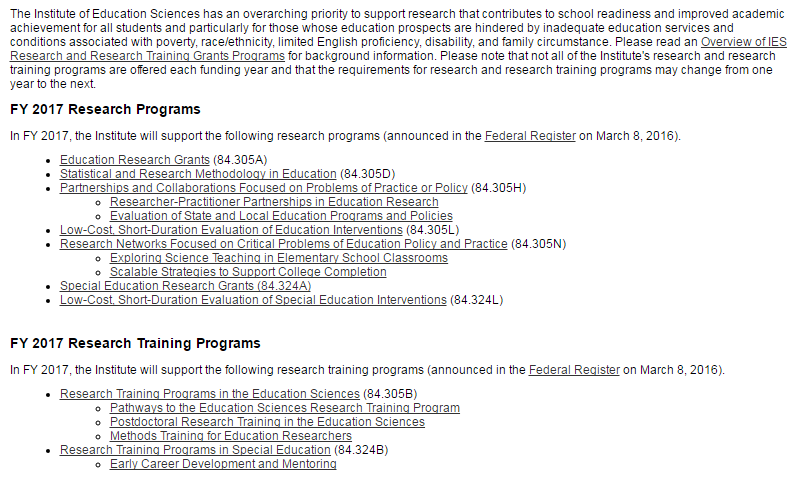 The Institute of Education Sciences has an overarching priority to support research that contributes to school readiness and improved academic
achievement for all students and particularly for those whose education prospects are hindered by inadequate education services and
conditions associated with poverty, race/ethnicity, limited English proficiency, disability, and family circumstance. Please read an Overview of IES
Research and Research Training Grants Programs for background information. Please note that not all of the Institute's research and research
training programs are offered each funding year and that the requirements for research and research training programs may change from one
year to the next.
FY 2017 Research Programs
In FY 2017, the Institute will support the following research programs (announced in the Federal Register on March 8, 2016).
• Education Research Grants (84.305A)
• Statistical and Research Methodology in Education (84.305D)
• Partnerships and Collaborations Focused on Problems of Practice or Policy (84.305H)
◦ Researcher-Practitioner Partnerships in Education Research
◦ Evaluation of State and Local Education Programs and Policies
• Low-Cost, Short-Duration Evaluation of Education Interventions (84.305L)
• Research Networks Focused on Critical Problems of Education Policy and Practice (84.305N)
◦ Exploring Science Teaching in Elementary School Classrooms
◦ Scalable Strategies to Support College Completion
• Special Education Research Grants (84.324A)
• Low-Cost, Short-Duration Evaluation of Special Education Interventions (84.324L)
FY 2017 Research Training Programs
In FY 2017, the Institute will support the following research training programs (announced in the Federal Register on March 8, 2016).
• Research Training Programs in the Education Sciences (84.305B)
◦ Pathways to the Education Sciences Research Training Program
◦ Postdoctoral Research Training in the Education Sciences
◦ Methods Training for Education Researchers
• Research Training Programs in Special Education (84.324B)
◦ Early Career Development and Mentoring